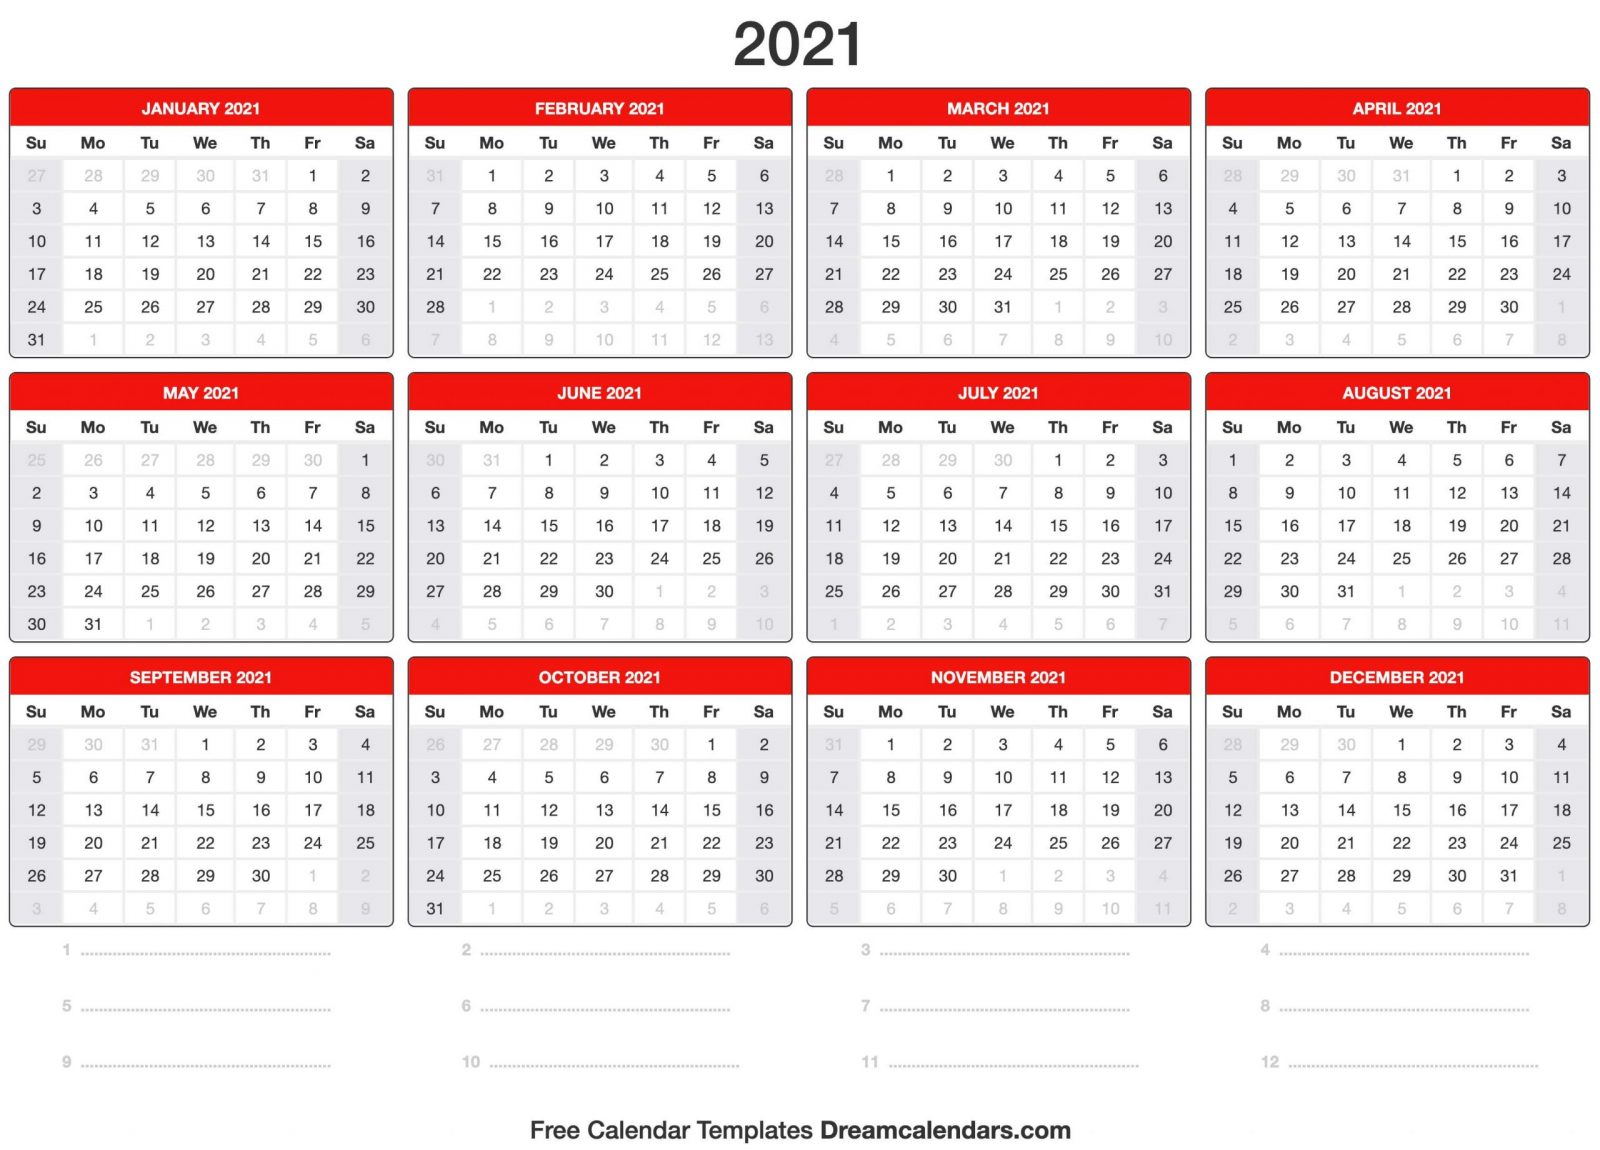 2021
JANUARY 2021 FEBRUARY 2021 MARCH 2021 APRIL 2021
Su Mo Tu We Th Fr Sa Su Mo Tu We Th Fr Sa Su Mo Tu We Th Fr Sa Su Mo Tu We Th Fr Sa
27 28 29 30 31 1 2 31 1 2 3 4 5 6 28 1 2 3 4 5 6 28 29 30 31 1 2 3
3 4 5 6 7 8 9 7 8 9 10 11 12 13 7 8 9 10 11 12 13 4 5 6 7 8 9 10
10 11 12 13 14 15 16 14 15 16 17 18 19 20 14 15 16 17 18 19 20 11 12 13 14 15 16 17
17 18 19 20 21 22 23 21 22 23 24 25 26 27 21 22 23 24 25 26 27 18 19 20 21 22 23 24
24 25 26 27 28 29 30 28 1 2 3 4 5 6 28 29 30 31 1 2 3 25 26 27 28 29 30 1
31 1 2 3 4 5 6 7 8 9 10 11 12 13 4 5 6 7 8 9 10 2 3 4 5 6 7 8
MAY 2021 JUNE 2021 JULY 2021 AUGUST 2021
Su Mo Tu We Th Fr Sa Su Mo Tu We Th Fr Sa Su Mo Tu We Th Fr Sa Su Mo Tu We Th Fr Sa
25 26 27 28 29 30 1 30 31 1 2 3 4 5 27 28 29 30 1 2 3 1 2 3 4 5 6 7
2 3 4 5 6 7 8 6 7 8 9 10 11 12 4 5 6 7 8 9 10 8 9 10 11 12 13 14
9 10 11 12 13 14 15 13 14 15 16 17 18 19 11 12 13 14 15 16 17 15 16 17 18 19 20 21
16 17 18 19 20 21 22 20 21 22 23 24 25 26 18 19 20 21 22 23 24 22 23 24 25 26 27 28
23 24 25 26 27 28 29 27 28 29 30 1 2 3 25 26 27 28 29 30 31 29 30 31 1 2 3 4
30 31 1 2 3 4 5 4 5 6 7 8 9 10 1 2 3 4 5 6 7 5 6 7 8 9 10 11
SEPTEMBER 2021 OCTOBER 2021 NOVEMBER 2021 DECEMBER 2021
Su Mo Tu We Th Fr Sa Su Mo Tu We Th Fr Sa Su Mo Tu We Th Fr Sa Su Mo Tu We Th Fr Sa
29 30 31 1 2 3 4 26 27 28 29 30 1 2 31 1 2 3 4 5 6 28 29 30 1 2 3 4
5 6 7 8 9 10 11 3 4 5 6 7 8 9 7 8 9 10 11 12 13 5 6 7 8 9 10 11
12 13 14 15 16 17 18 10 11 12 13 14 15 16 14 15 16 17 18 19 20 12 13 14 15 16 17 18
19 20 21 22 23 24 25 17 18 19 20 21 22 23 21 22 23 24 25 26 27 19 20 21 22 23 24 25
26 27 28 29 30 1 2 24 25 26 27 28 29 30 28 29 30 1 2 3 4 26 27 28 29 30 31 1
3 4 5 6 7 8 9 31 1 2 3 4 5 6 5 6 7 8 9 10 11 2 3 4 5 6 7 8
1 2 3 4
5 6 7 8
9 10 11 12
Free Calendar Templates Dreamcalendars.com